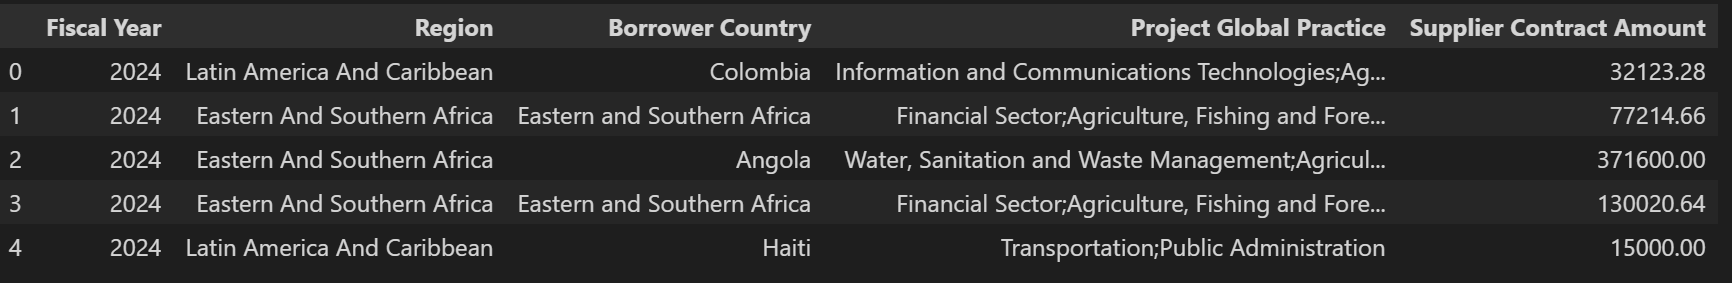 Fiscal Year Region Borrower Country Project Global Practice Supplier Contract Amount
0 2024 Latin America And Caribbean Colombia Information and Communications Technologies;Ag... 32123.28
1 2024 Eastern And Southern Africa Eastern and Southern Africa Financial Sector;Agriculture, Fishing and Fore... 77214.66
2 2024 Eastern And Southern Africa Angola Water, Sanitation and Waste Management;Agricul... 371600.00
3 2024 Eastern And Southern Africa Eastern and Southern Africa Financial Sector;Agriculture, Fishing and Fore... 130020.64
4 2024 Latin America And Caribbean Haiti Transportation;Public Administration 15000.00